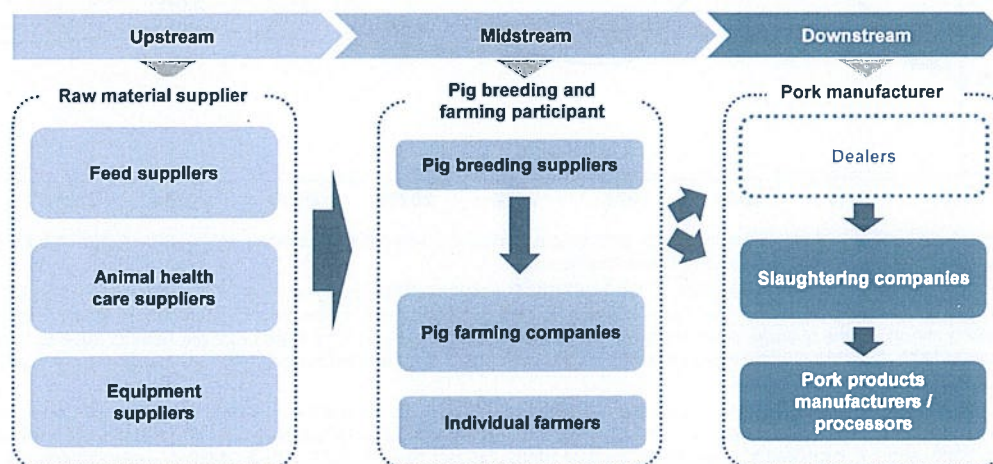 Upstream
Midstream
Downstream
Raw material supplier
Feed suppliers
Animal health
care suppliers
Equipment
suppliers
Pig breeding and
farming participant
Pig breeding suppliers
Pig farming companies
Individual farmers
Pork manufacturer
Dealers
Slaughtering companies
Pork products
manufacturers /
processors